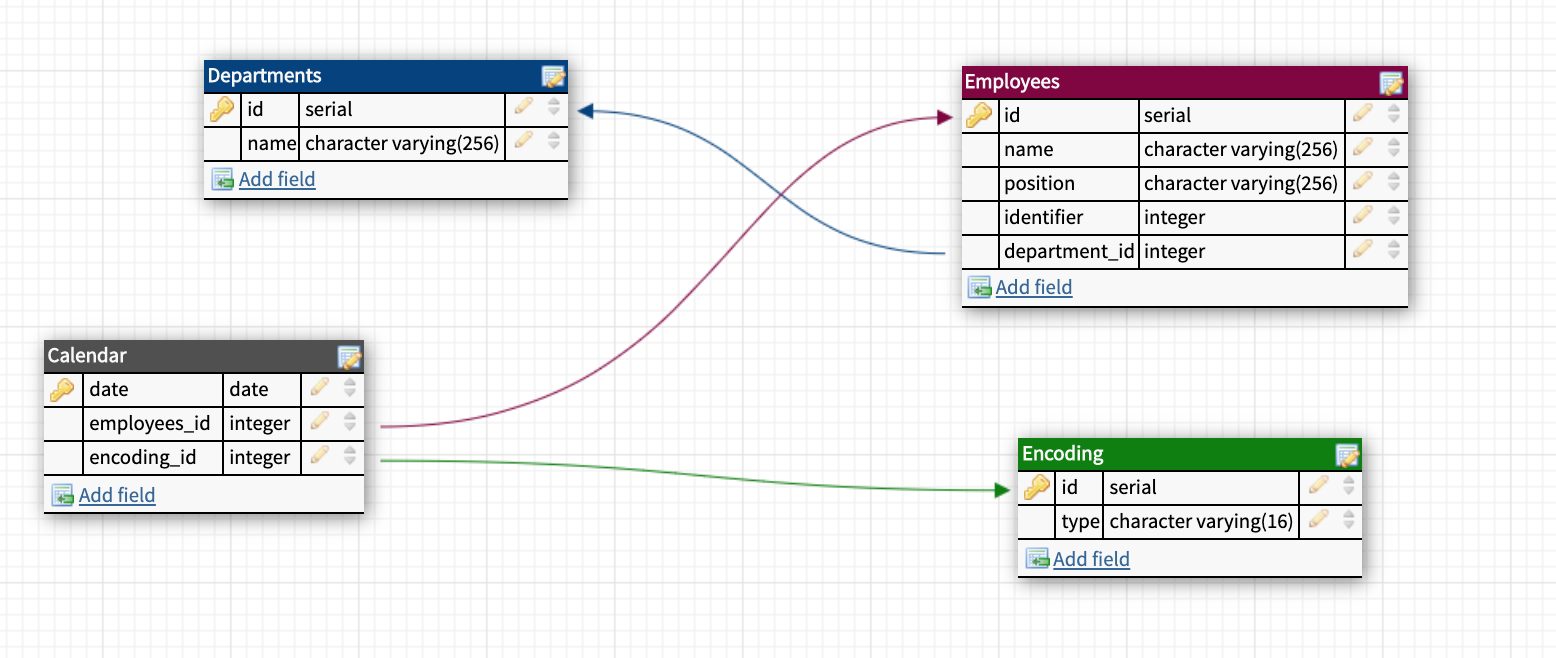 Departments
id serial
name character varying(256)
Add field
Employees
id serial
name character varying(256)
position character varying(256)
identifier integer
department_id integer
Add field
Calendar
date date
employees_id integer
encoding_id integer
Add field
Encoding
id serial
type character varying(16)
Add field